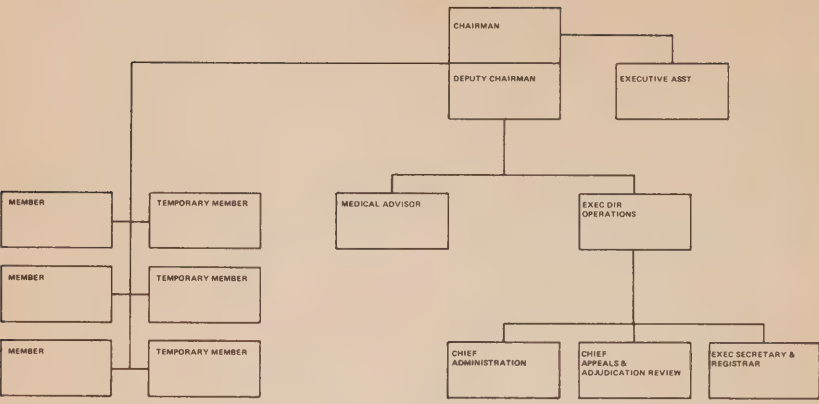 CHAIRMAN
DEPUTY CHAIRMAN
EXECUTIVE ASST
MEMBER
TEMPORARY MEMBER
MEDICAL ADVISOR
EXEC DIR
OPERATIONS
MEMBER
TEMPORARY MEMBER
MEMBER
TEMPORARY MEMBER
CHIEF
ADMINISTRATION
CHIEF
APPEALS &
ADJUDICATION REVIEW
EXEC SECRETARY &
REGISTRAR